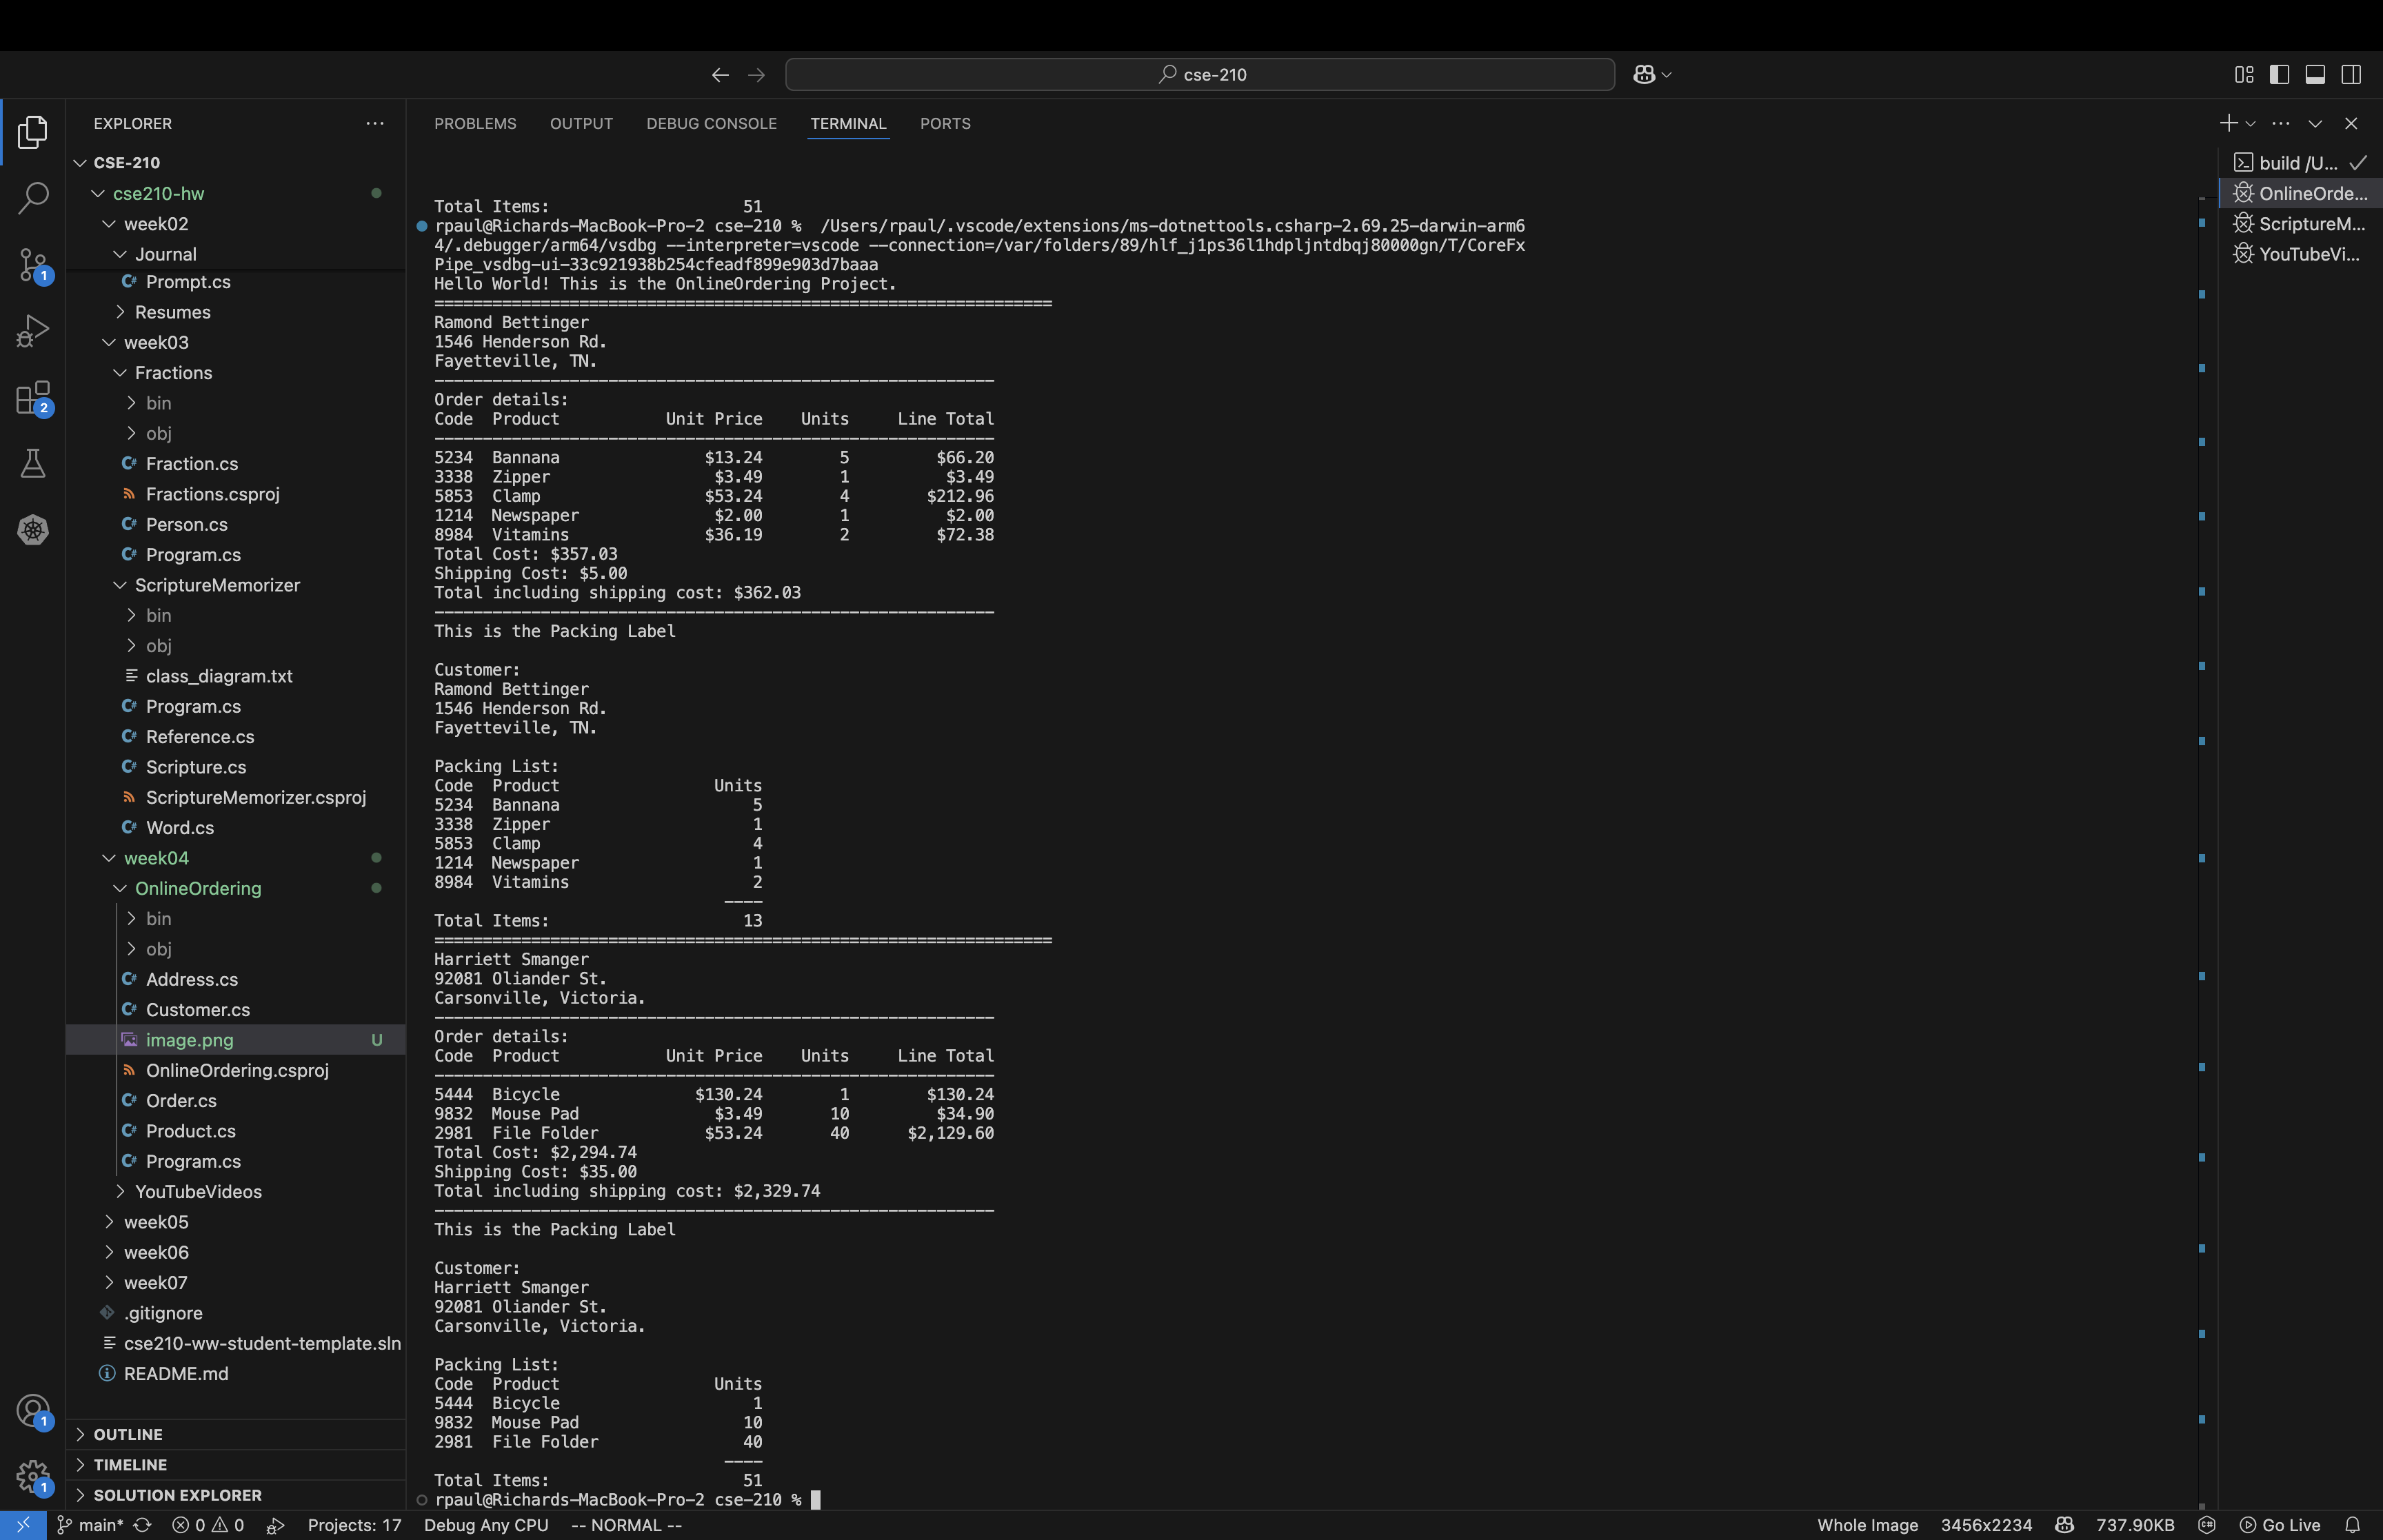 cse-210
EXPLORER
CSE-210
cse210-hw
week02
Journal
Prompt.cs
Resumes
week03
Fractions
bin
obj
Fraction.cs
Fractions.csproj
Person.cs
Program.cs
ScriptureMemorizer
bin
obj
class_diagram.txt
Program.cs
Reference.cs
Scripture.cs
ScriptureMemorizer.csproj
Word.cs
week04
OnlineOrdering
bin
obj
Address.cs
Customer.cs
image.png U
OnlineOrdering.csproj
Order.cs
Product.cs
Program.cs
YouTubeVideos
week05
week06
week07
.gitignore
cse210-ww-student-template.sln
README.md
OUTLINE
TIMELINE
SOLUTION EXPLORER
1
2
1
1
PROBLEMS OUTPUT DEBUG CONSOLE TERMINAL PORTS
Total Items: 51
rpaul@Richards-MacBook-Pro-2 cse-210 % /Users/rpaul/.vscode/extensions/ms-dotnettools.csharp-2.69.25-darwin-arm6
4/.debugger/arm64/vsdbg --interpreter=vscode --connection=/var/folders/89/hlf_j1ps36l1hdpljntdbqj80000gn/T/CoreFx
Pipe_vsdbg-ui-33c921938b254cfeadf899e903d7baaa
Hello World! This is the OnlineOrdering Project.
================================================================
Ramond Bettinger
1546 Henderson Rd.
Fayetteville, TN.
----------------------------------------------------------
Order details:
Code  Product           Unit Price    Units     Line Total
----------------------------------------------------------
5234  Bannana               $13.24        5         $66.20
3338  Zipper                 $3.49        1          $3.49
5853  Clamp                 $53.24        4        $212.96
1214  Newspaper              $2.00        1          $2.00
8984  Vitamins              $36.19        2         $72.38
Total Cost: $357.03
Shipping Cost: $5.00
Total including shipping cost: $362.03
----------------------------------------------------------
This is the Packing Label
Customer:
Ramond Bettinger
1546 Henderson Rd.
Fayetteville, TN.
Packing List:
Code  Product                Units
5234  Bannana                    5
3338  Zipper                     1
5853  Clamp                      4
1214  Newspaper                  1
8984  Vitamins                   2
----
Total Items:                    13
================================================================
Harriett Smanger
92081 Oliander St.
Carsonville, Victoria.
----------------------------------------------------------
Order details:
Code  Product           Unit Price    Units     Line Total
----------------------------------------------------------
5444  Bicycle              $130.24        1        $130.24
9832  Mouse Pad              $3.49       10         $34.90
2981  File Folder           $53.24       40      $2,129.60
Total Cost: $2,294.74
Shipping Cost: $35.00
Total including shipping cost: $2,329.74
----------------------------------------------------------
This is the Packing Label
Customer:
Harriett Smanger
92081 Oliander St.
Carsonville, Victoria.
Packing List:
Code  Product                Units
5444  Bicycle                    1
9832  Mouse Pad                 10
2981  File Folder               40
----
Total Items:                    51
rpaul@Richards-MacBook-Pro-2 cse-210 %
build /U...
OnlineOrde...
ScriptureM...
YouTubeVi...
main* 0 0 Projects: 17 Debug Any CPU -- NORMAL -- Whole Image 3456x2234 737.90KB Go Live